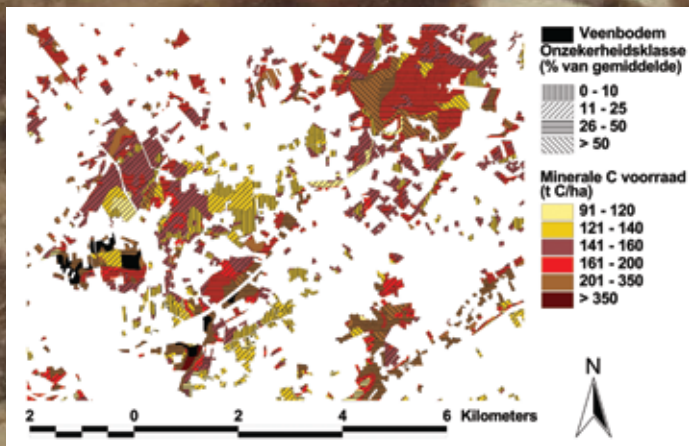 Veenbodem
Onzekerheidsklasse
(% van gemiddelde)
0 - 10
11 - 25
26 - 50
> 50
Minerale C voorraad
(t C/ha)
91 - 120
121 - 140
141 - 160
161 - 200
201 - 350
> 350
N
2 0 2 4 6 Kilometers